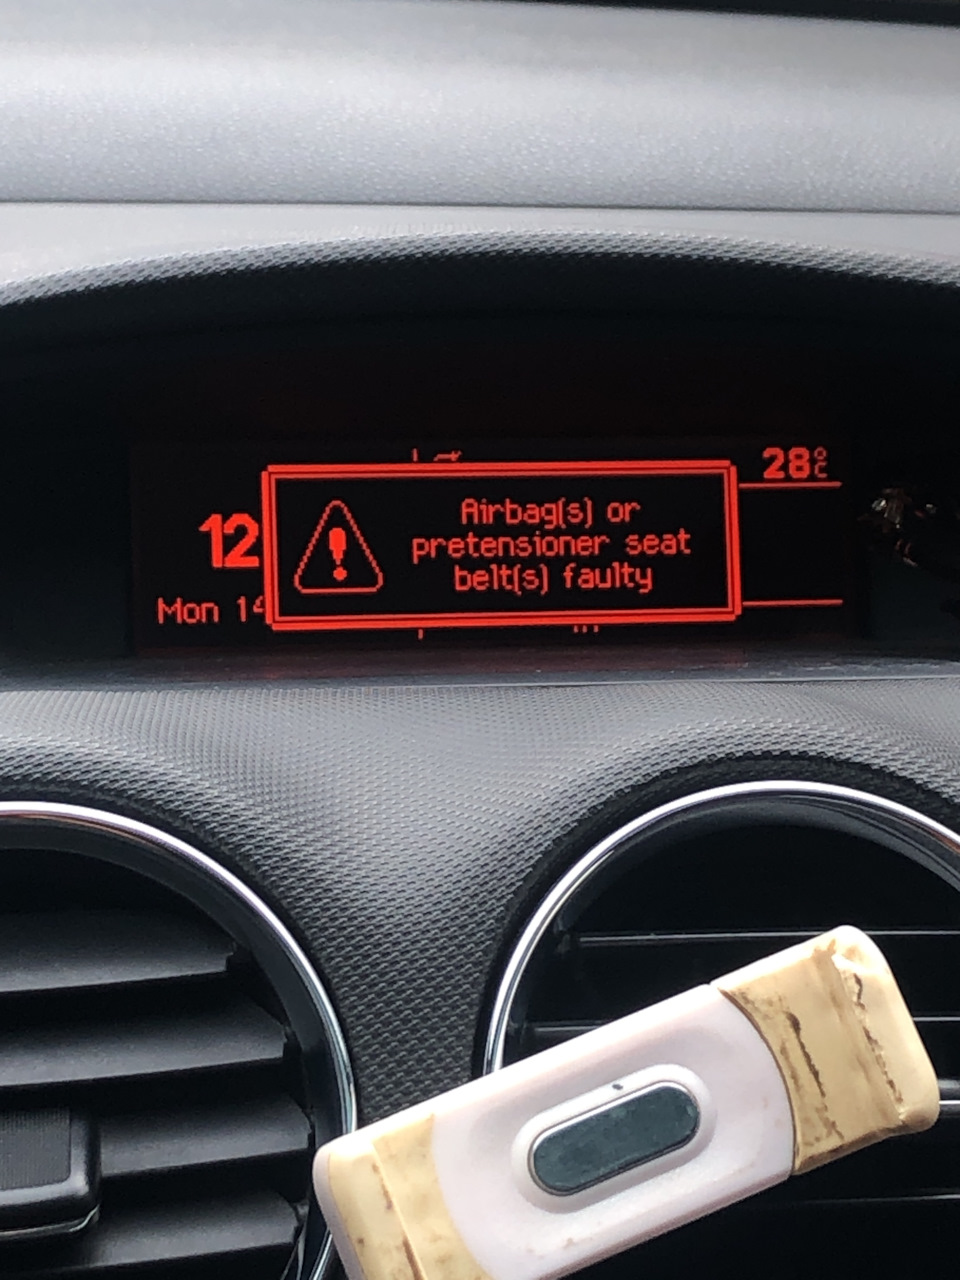 28°C
12
Airbag(s) or
pretensioner seat
belt(s) faulty
Mon 14